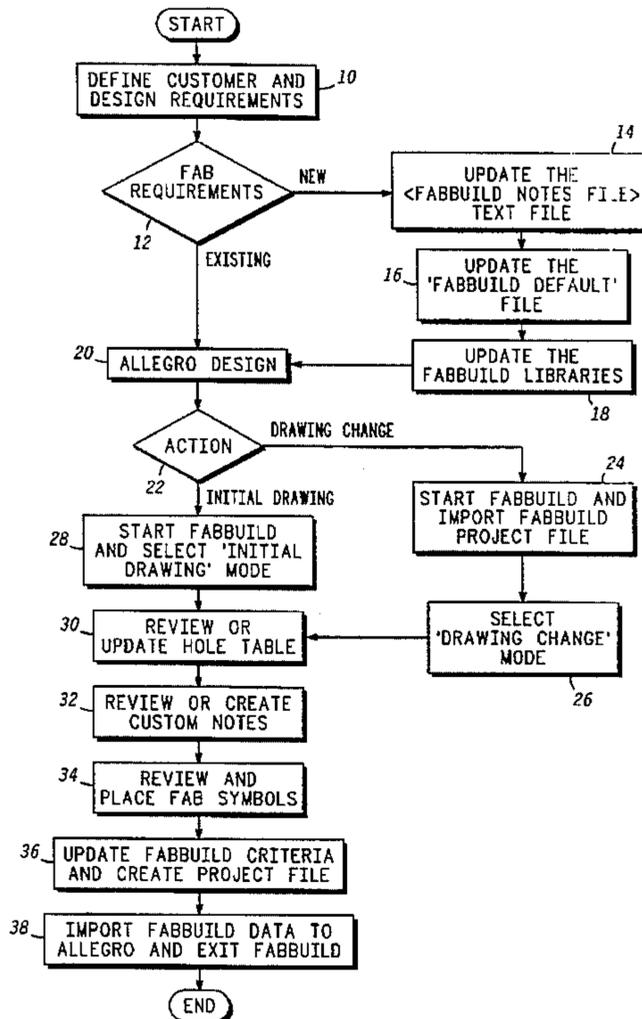 START
DEFINE CUSTOMER AND
DESIGN REQUIREMENTS
10
FAB
REQUIREMENTS
12
NEW
EXISTING
14
UPDATE THE
<FABBUILD NOTES FILE>
TEXT FILE
16
UPDATE THE
'FABBUILD DEFAULT'
FILE
20
ALLEGRO DESIGN
UPDATE THE
FABBUILD LIBRARIES
18
ACTION
22
DRAWING CHANGE
INITIAL DRAWING
24
START FABBUILD AND
IMPORT FABBUILD
PROJECT FILE
28
START FABBUILD
AND SELECT 'INITIAL
DRAWING' MODE
30
REVIEW OR
UPDATE HOLE TABLE
SELECT
'DRAWING CHANGE'
MODE
26
32
REVIEW OR CREATE
CUSTOM NOTES
34
REVIEW AND
PLACE FAB SYMBOLS
36
UPDATE FABBUILD CRITERIA
AND CREATE PROJECT FILE
38
IMPORT FABBUILD DATA TO
ALLEGRO AND EXIT FABBUILD
END